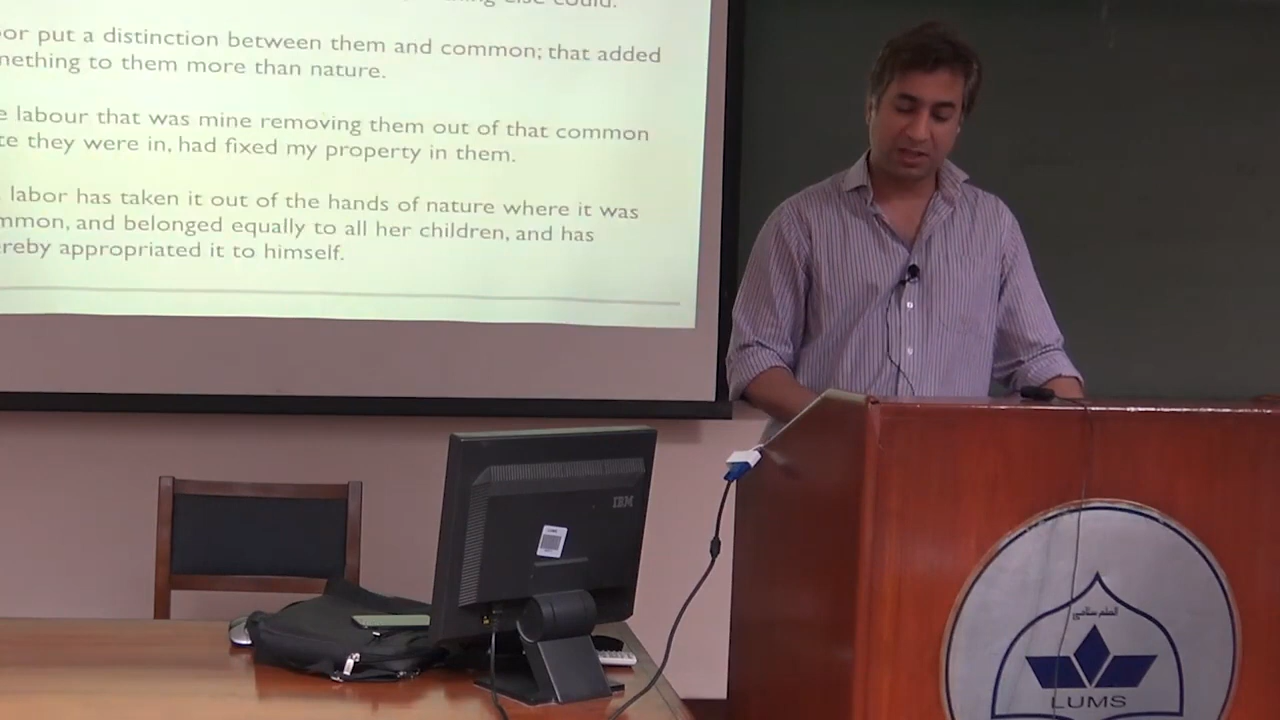 else could.
or put a distinction between them and common; that added
mething to them more than nature.
e labour that was mine removing them out of that common
te they were in, had fixed my property in them.
labor has taken it out of the hands of nature where it was
mmon, and belonged equally to all her children, and has
reby appropriated it to himself.
IBM
LUMS